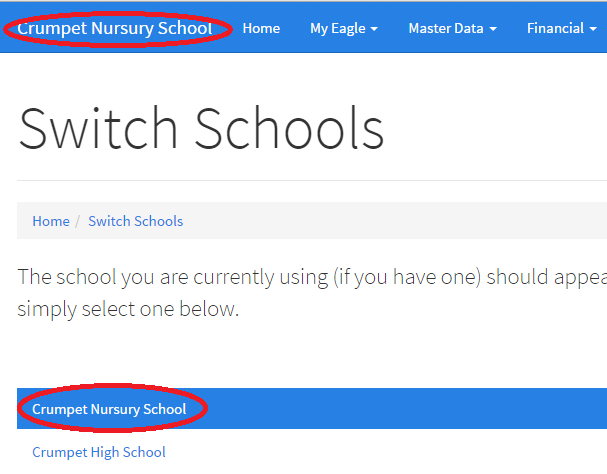 Crumpet Nursury School Home My Eagle Master Data Financial
Switch Schools
Home / Switch Schools
The school you are currently using (if you have one) should appea
simply select one below.
Crumpet Nursury School
Crumpet High School